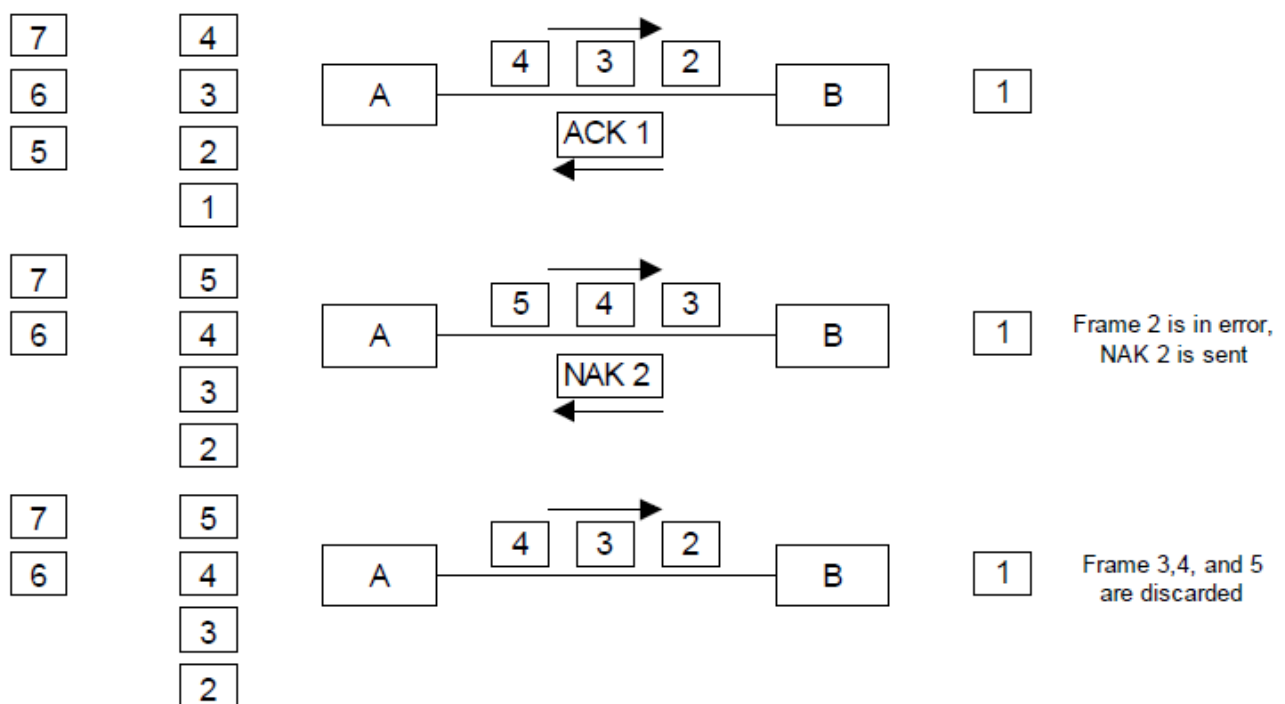 7 4 4 3 2
6 3 A B 1
5 2 ACK 1
1
7 5 5 4 3
6 4 A B 1 Frame 2 is in error,
NAK 2 is sent
3 NAK 2
2
7 5 4 3 2
6 4 A B 1 Frame 3,4, and 5
are discarded
3
2